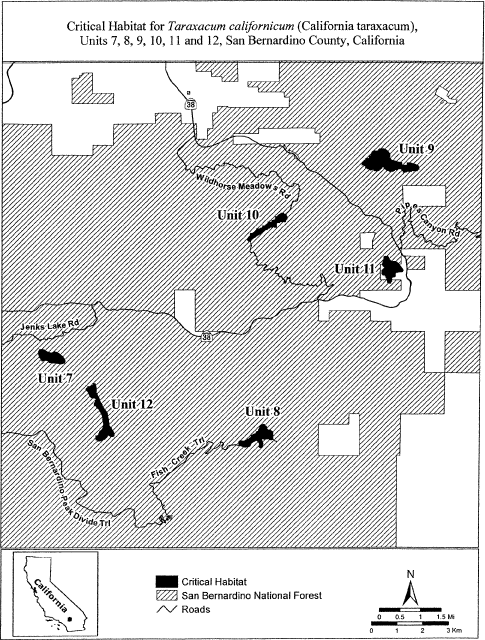 Critical Habitat for Taraxacum californicum (California taraxacum),
Units 7, 8, 9, 10, 11 and 12, San Bernardino County, California
38
Unit 9
Wildhorse Meadow's Rd
Unit 10
Pipes Canyon Rd
Unit 11
38
Jenks Lake Rd
Unit 7
Unit 12
Unit 8
Fish Creek Trl
San Bernardino Peak Divide Trl
California
Critical Habitat
San Bernardino National Forest
Roads
N
0 0.5 1 1.5 Mi
0 1 2 3 Km